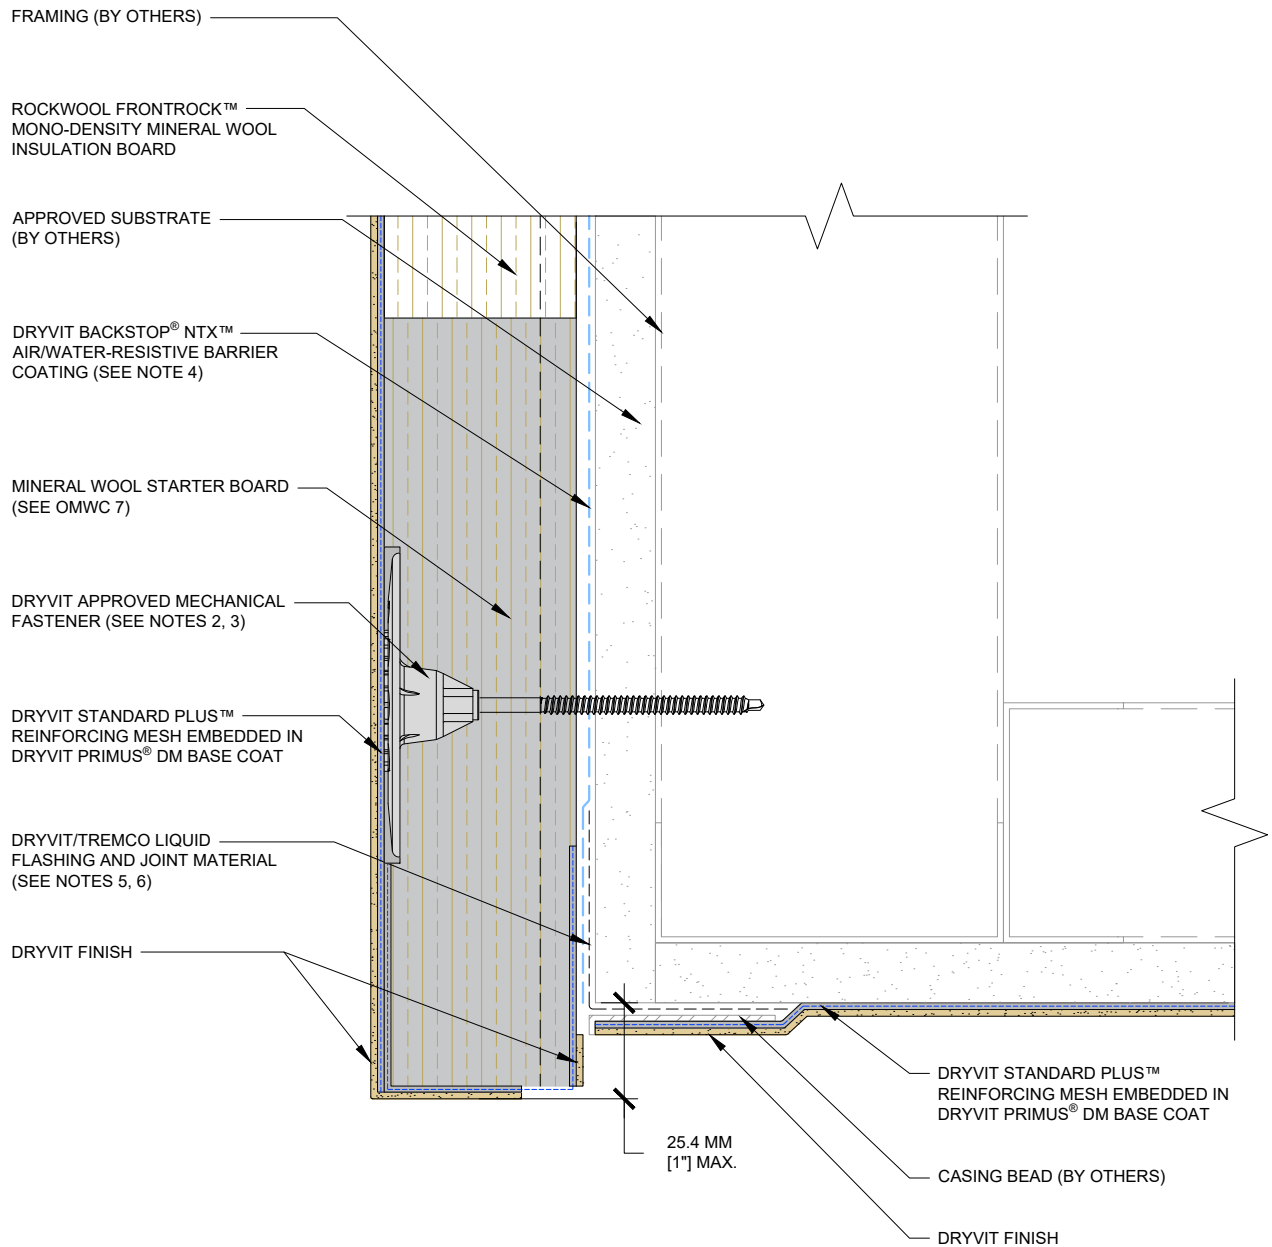 FRAMING (BY OTHERS)
ROCKWOOL FRONTROCK™
MONO-DENSITY MINERAL WOOL
INSULATION BOARD
APPROVED SUBSTRATE
(BY OTHERS)
DRYVIT BACKSTOP® NTX™
AIR/WATER-RESISTIVE BARRIER
COATING (SEE NOTE 4)
MINERAL WOOL STARTER BOARD
(SEE OMWC 7)
DRYVIT APPROVED MECHANICAL
FASTENER (SEE NOTES 2, 3)
DRYVIT STANDARD PLUS™
REINFORCING MESH EMBEDDED IN
DRYVIT PRIMUS® DM BASE COAT
DRYVIT/TREMCO LIQUID
FLASHING AND JOINT MATERIAL
(SEE NOTES 5, 6)
DRYVIT FINISH
25.4 MM
[1"] MAX.
DRYVIT STANDARD PLUS™
REINFORCING MESH EMBEDDED IN
DRYVIT PRIMUS® DM BASE COAT
CASING BEAD (BY OTHERS)
DRYVIT FINISH